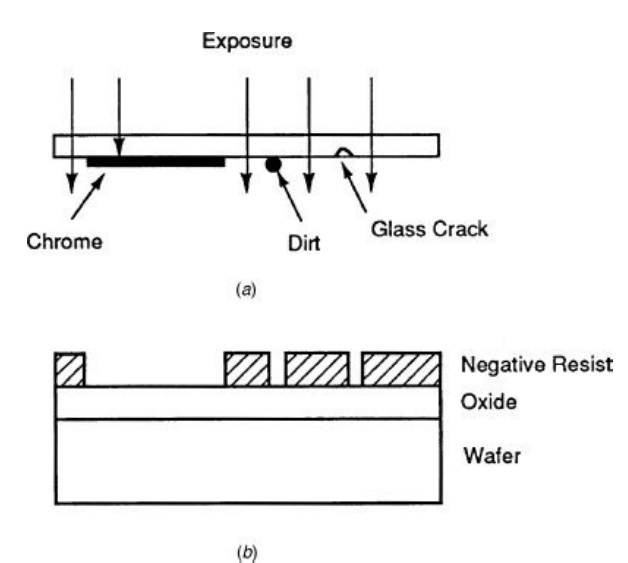 Exposure
Chrome
Dirt
Glass Crack
(a)
Negative Resist
Oxide
Wafer
(b)